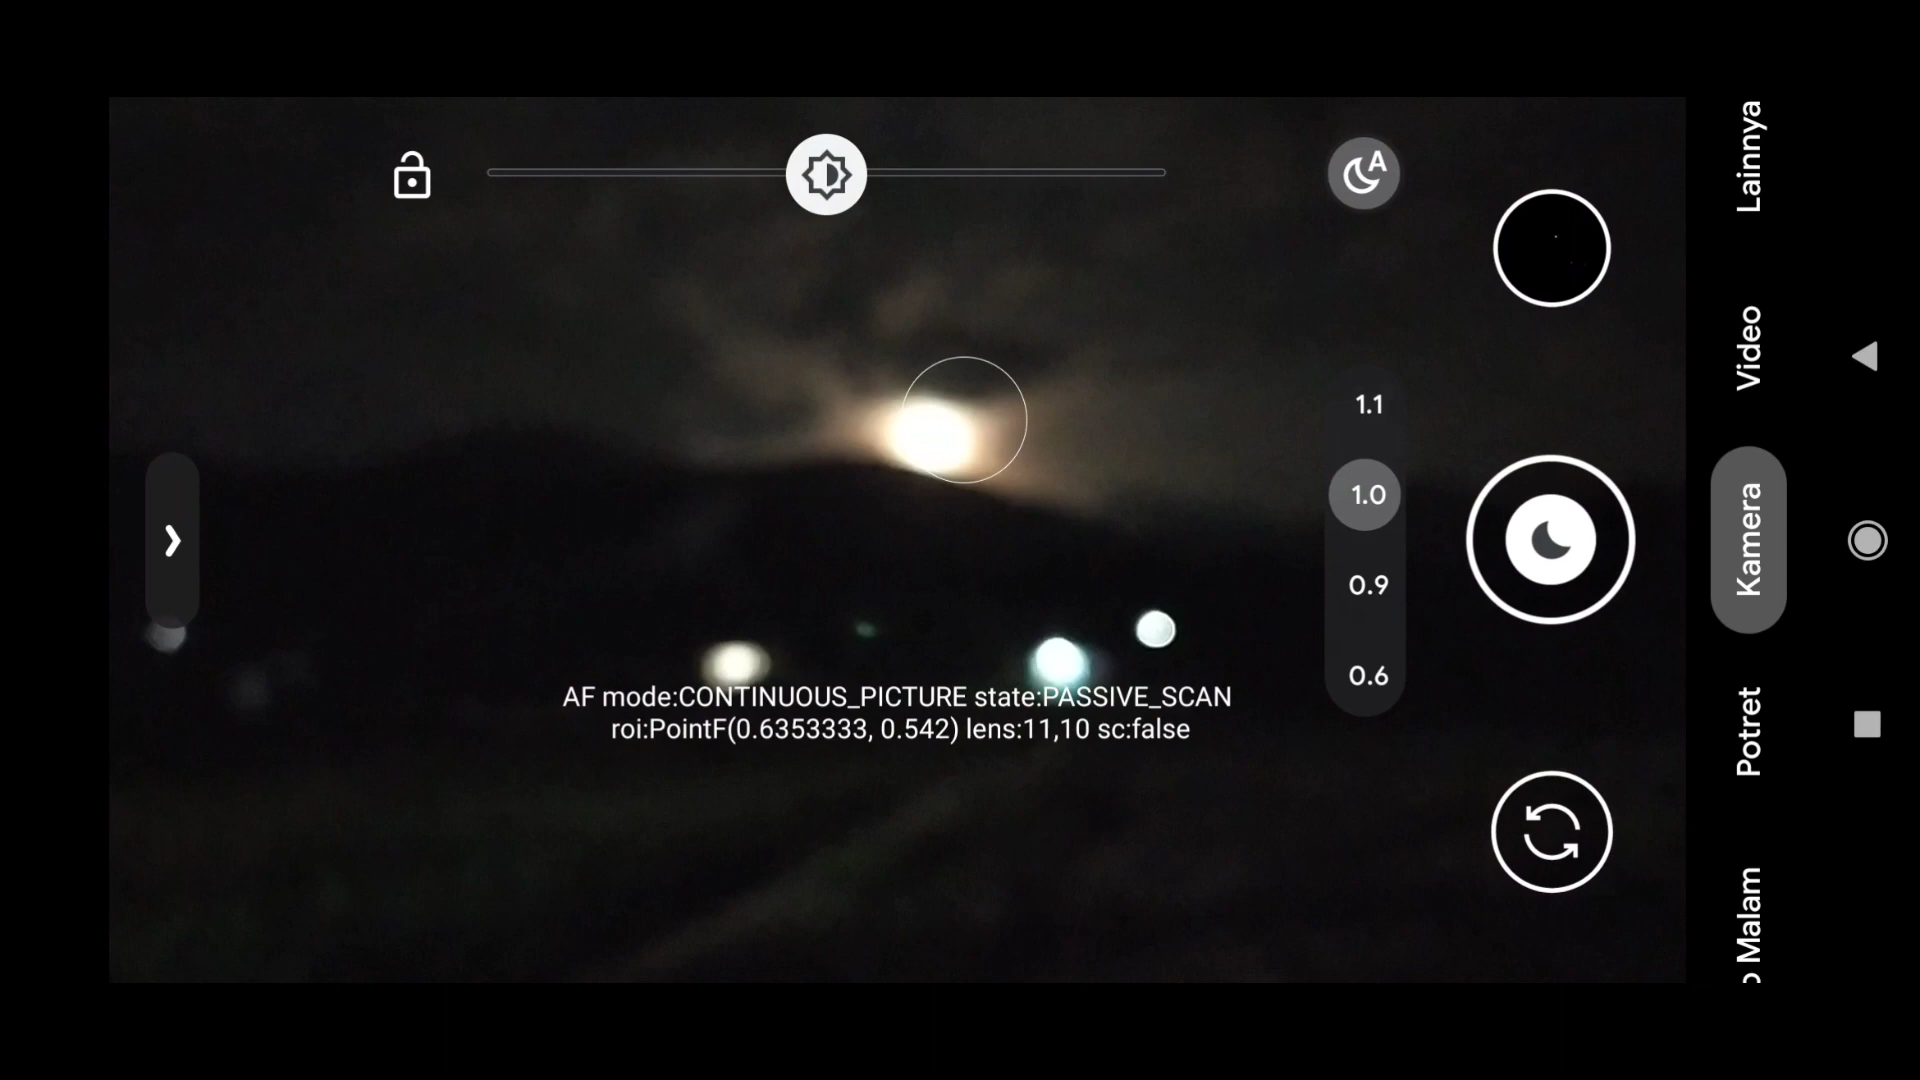 A
1.1
1.0
0.9
0.6
AF mode:CONTINUOUS_PICTURE state:PASSIVE_SCAN
roi:PointF(0.6353333, 0.542) lens:11,10 sc:false
Lainnya
Video
Kamera
Potret
o Malam